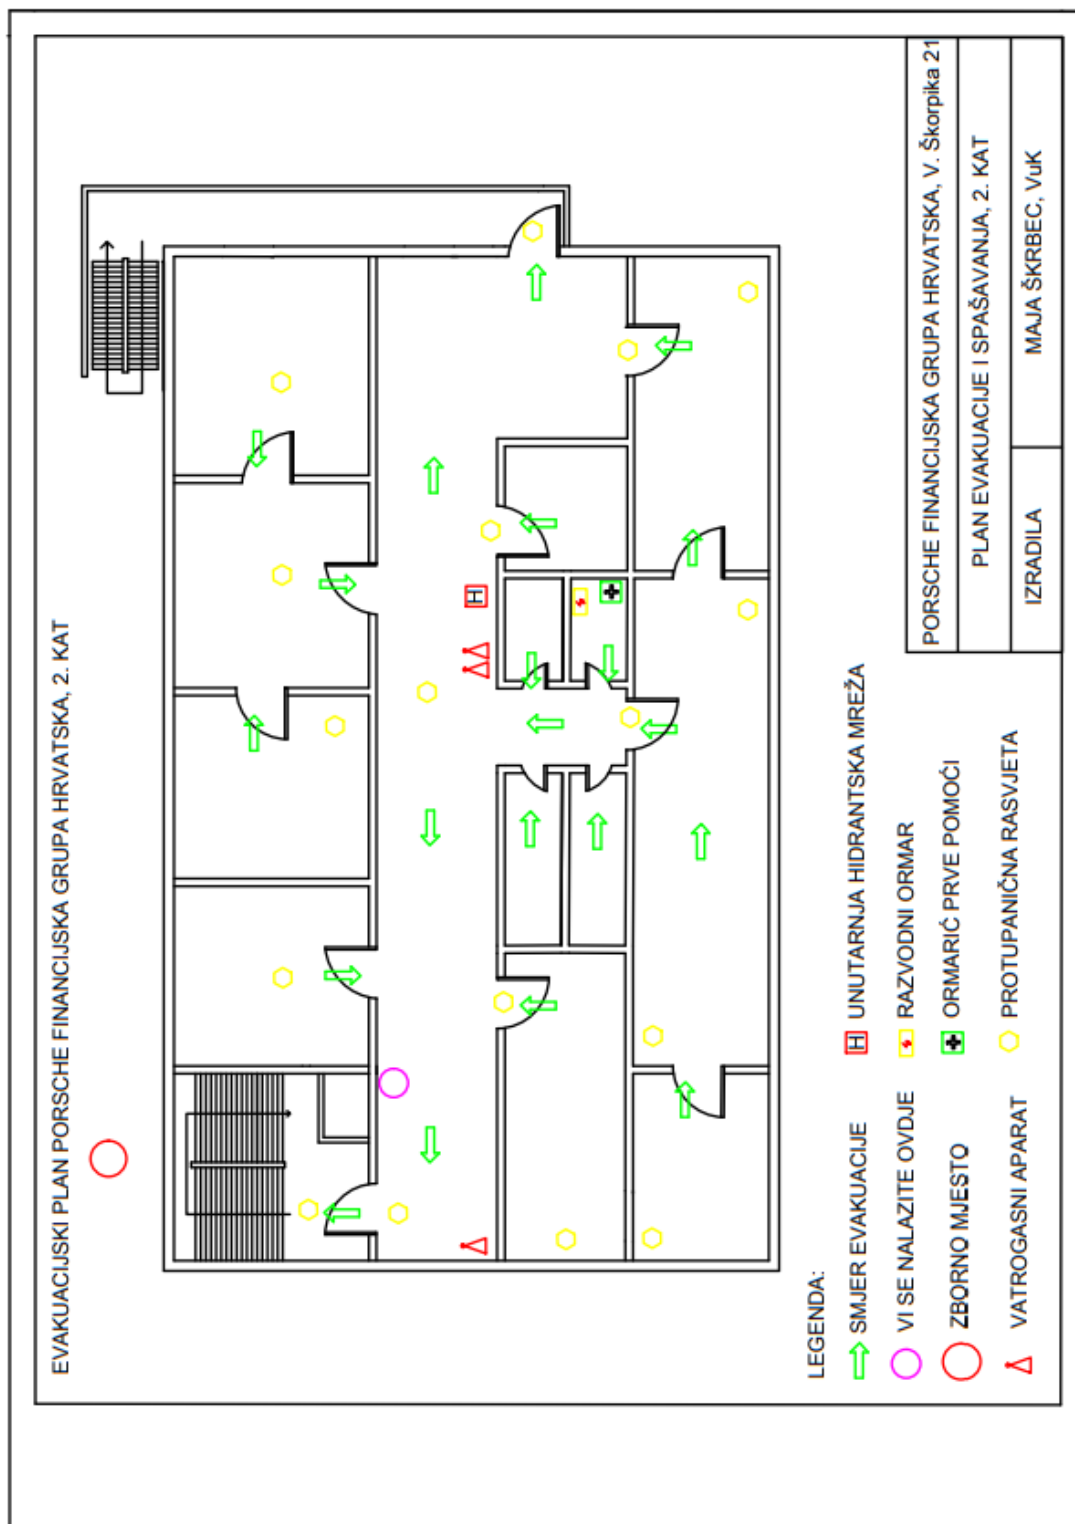 EVAKUACIJSKI PLAN PORSCHE FINANCIJSKA GRUPA HRVATSKA, 2. KAT
H
LEGENDA:
SMJER EVAKUACIJE
H UNUTARNJA HIDRANTSKA MREŽA
VI SE NALAZITE OVDJE
RAZVODNI ORMAR
ZBORNO MJESTO
ORMARIĆ PRVE POMOĆI
VATROGASNI APARAT
PROTUPANIČNA RASVJETA
PORSCHE FINANCIJSKA GRUPA HRVATSKA, V. Škorpika 21
PLAN EVAKUACIJE I SPAŠAVANJA, 2. KAT
IZRADILA
MAJA ŠKRBEC, VuK